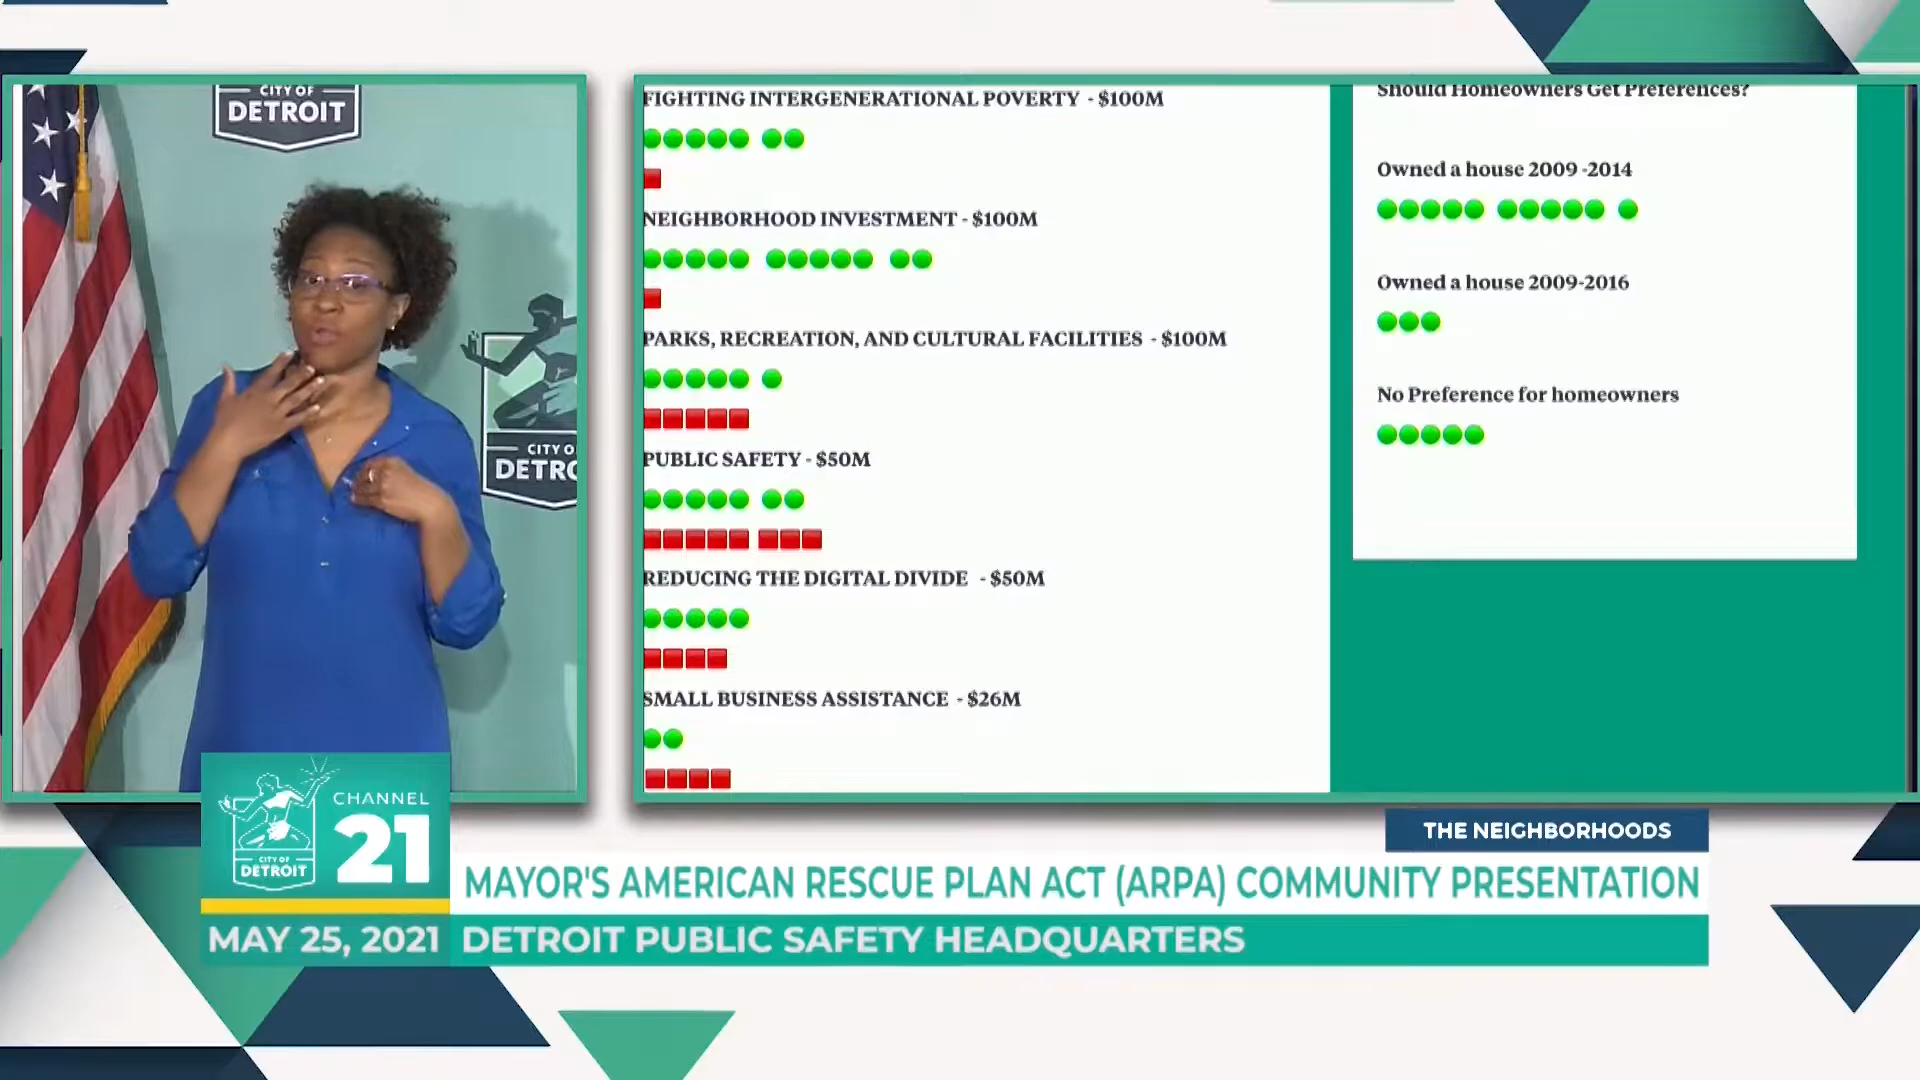 CITY OF
DETROIT
CITY O
DETRO
FIGHTING INTERGENERATIONAL POVERTY - $100M
NEIGHBORHOOD INVESTMENT - $100M
PARKS, RECREATION, AND CULTURAL FACILITIES - $100M
PUBLIC SAFETY - $50M
REDUCING THE DIGITAL DIVIDE - $50M
SMALL BUSINESS ASSISTANCE - $26M
Should Homeowners Get Preferences?
Owned a house 2009 -2014
Owned a house 2009-2016
No Preference for homeowners
THE NEIGHBORHOODS
CHANNEL
21
CITY OF
DETROIT
MAYOR'S AMERICAN RESCUE PLAN ACT (ARPA) COMMUNITY PRESENTATION
MAY 25, 2021
DETROIT PUBLIC SAFETY HEADQUARTERS